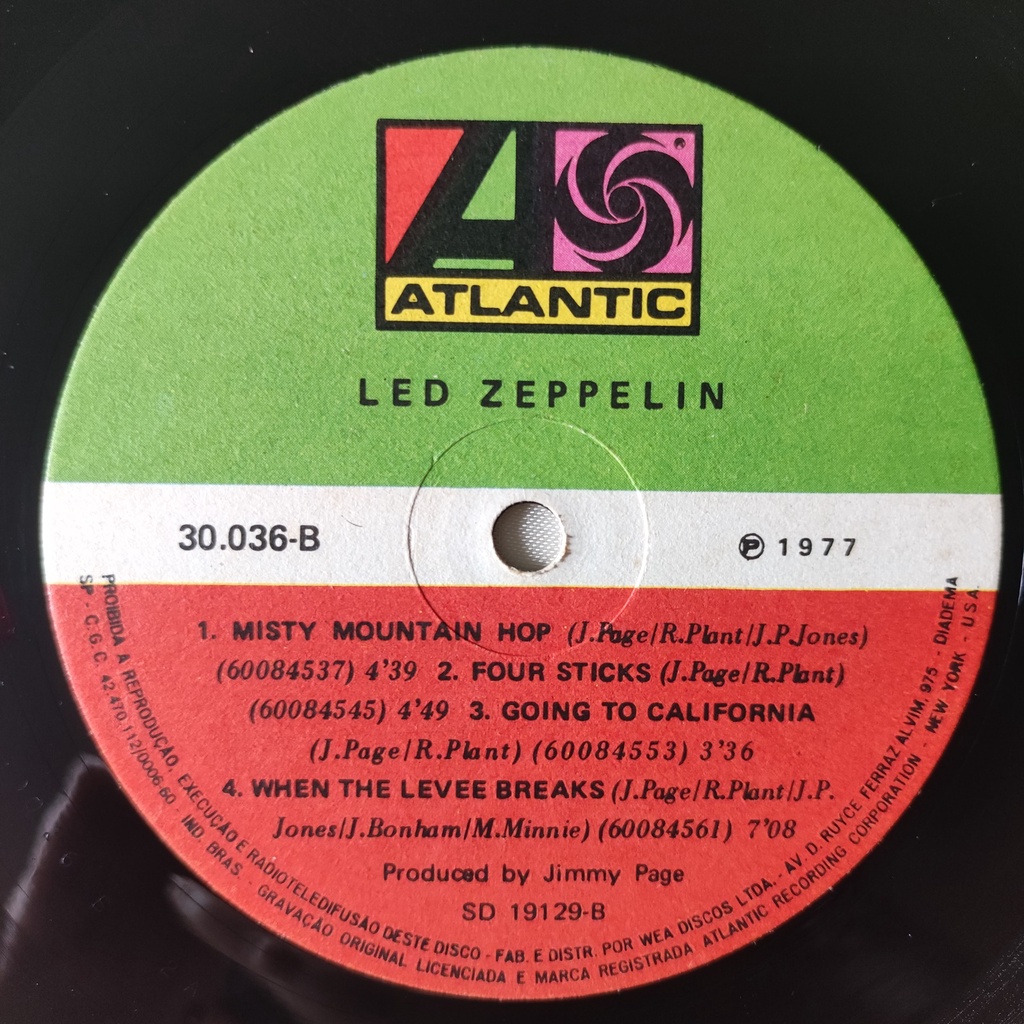 ATLANTIC
LED ZEPPELIN
30.036-B
℗ 1977
1. MISTY MOUNTAIN HOP (J.Page/R.Plant/J.P.Jones)
(60084537) 4'39 2. FOUR STICKS (J.Page/R.Plant)
(60084545) 4'49 3. GOING TO CALIFORNIA
(J.Page/R.Plant) (60084553) 3'36
4. WHEN THE LEVEE BREAKS (J.Page/R.Plant/J.P.
Jones/J.Bonham/M.Minnie) (60084561) 7'08
Produced by Jimmy Page
SD 19129-B
PROIBIDA A REPRODUÇÃO, EXECUÇÃO E RADIOTELEDIFUSÃO DESTE DISCO - FAB. E DISTR. POR WEA DISCOS LTDA. - AV. D. RUYCE FERRAZ ALVIM, 975 - DIADEMA
SP - C.G.C. 42.470.112/0006-60 IND. BRAS. - GRAVAÇÃO ORIGINAL LICENCIADA E MARCA REGISTRADA ATLANTIC RECORDING CORPORATION - NEW YORK - U.S.A.